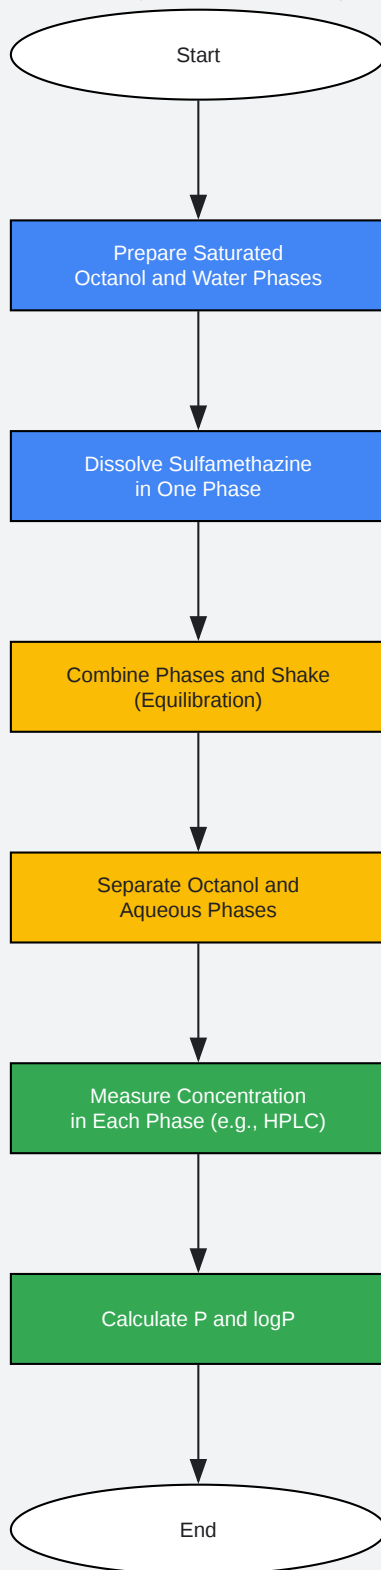 Start
Prepare Saturated
Octanol and Water Phases
Dissolve Sulfamethazine
in One Phase
Combine Phases and Shake
(Equilibration)
Separate Octanol and
Aqueous Phases
Measure Concentration
in Each Phase (e.g., HPLC)
Calculate P and logP
End